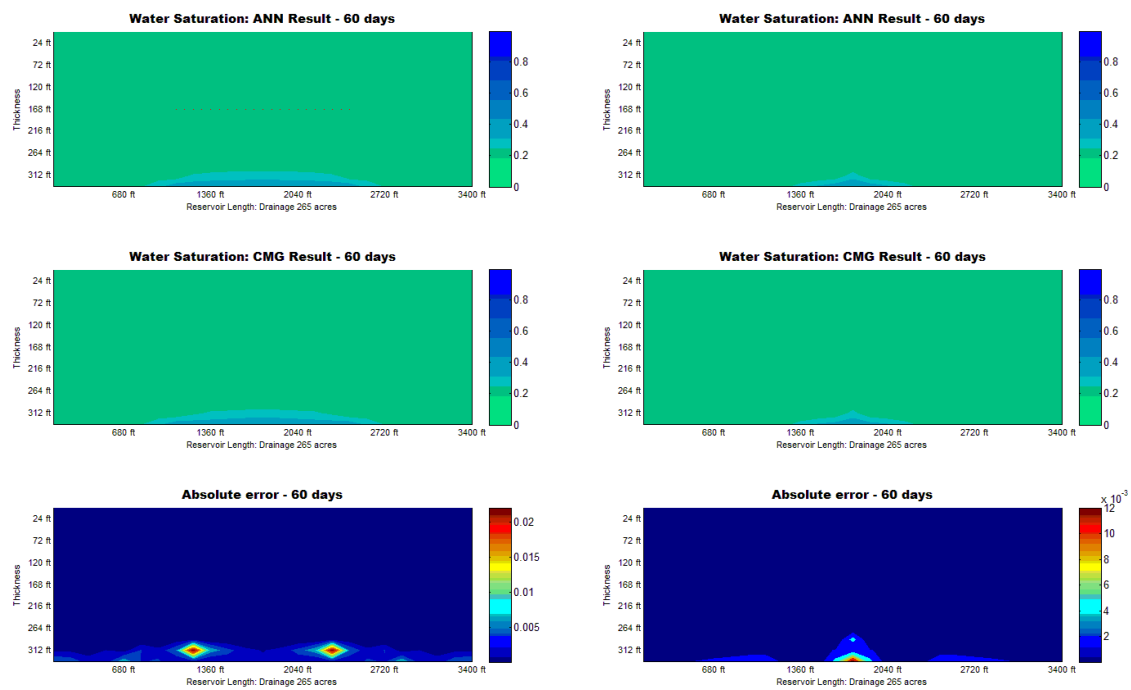 Water Saturation: ANN Result - 60 days
24 ft
72 ft
120 ft
168 ft
216 ft
264 ft
312 ft
Thickness
680 ft 1360 ft 2040 ft 2720 ft 3400 ft
Reservoir Length: Drainage 265 acres
0.8
0.6
0.4
0.2
0
Water Saturation: ANN Result - 60 days
24 ft
72 ft
120 ft
168 ft
216 ft
264 ft
312 ft
Thickness
680 ft 1360 ft 2040 ft 2720 ft 3400 ft
Reservoir Length: Drainage 265 acres
0.8
0.6
0.4
0.2
0
Water Saturation: CMG Result - 60 days
24 ft
72 ft
120 ft
168 ft
216 ft
264 ft
312 ft
Thickness
680 ft 1360 ft 2040 ft 2720 ft 3400 ft
Reservoir Length: Drainage 265 acres
0.8
0.6
0.4
0.2
0
Water Saturation: CMG Result - 60 days
24 ft
72 ft
120 ft
168 ft
216 ft
264 ft
312 ft
Thickness
680 ft 1360 ft 2040 ft 2720 ft 3400 ft
Reservoir Length: Drainage 265 acres
0.8
0.6
0.4
0.2
0
Absolute error - 60 days
24 ft
72 ft
120 ft
168 ft
216 ft
264 ft
312 ft
Thickness
680 ft 1360 ft 2040 ft 2720 ft 3400 ft
Reservoir Length: Drainage 265 acres
0.02
0.015
0.01
0.005
Absolute error - 60 days
24 ft
72 ft
120 ft
168 ft
216 ft
264 ft
312 ft
Thickness
680 ft 1360 ft 2040 ft 2720 ft 3400 ft
Reservoir Length: Drainage 265 acres
x 10⁻³
12
10
8
6
4
2